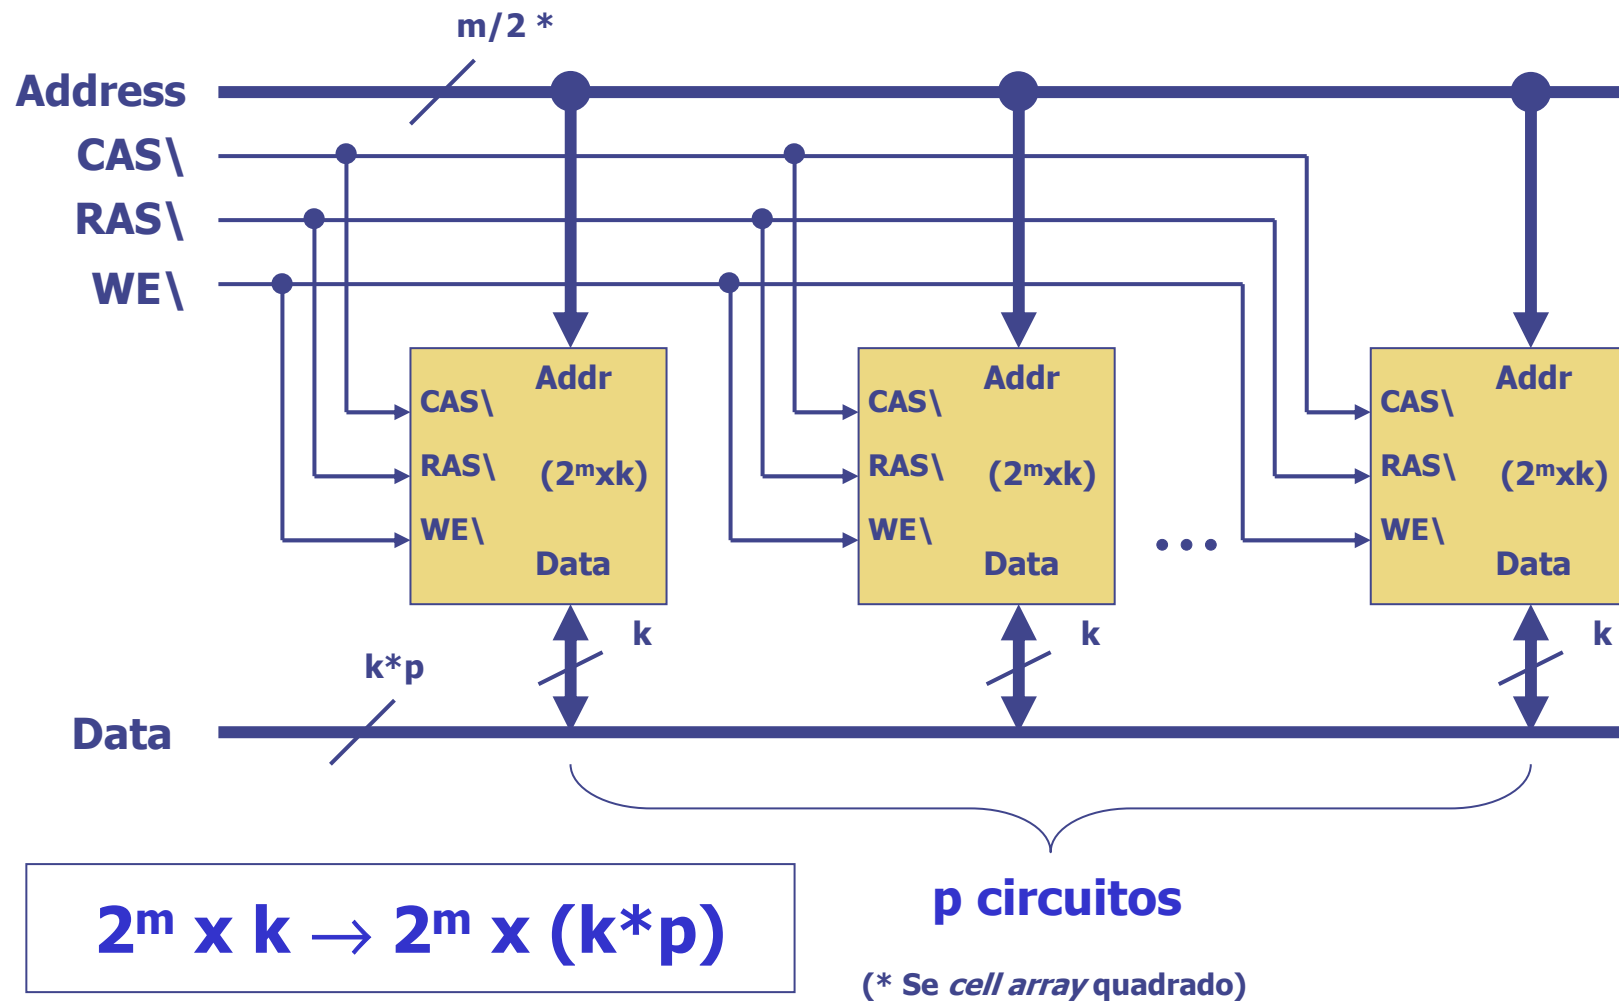 m/2 *
Address
CAS\
RAS\
WE\
Addr
CAS\
RAS\
(2ᵐxk)
WE\
Data
Addr
CAS\
RAS\
(2ᵐxk)
WE\
Data
...
Addr
CAS\
RAS\
(2ᵐxk)
WE\
Data
k
k
k
k*p
Data
2ᵐ x k → 2ᵐ x (k*p)
p circuitos
(* Se cell array quadrado)